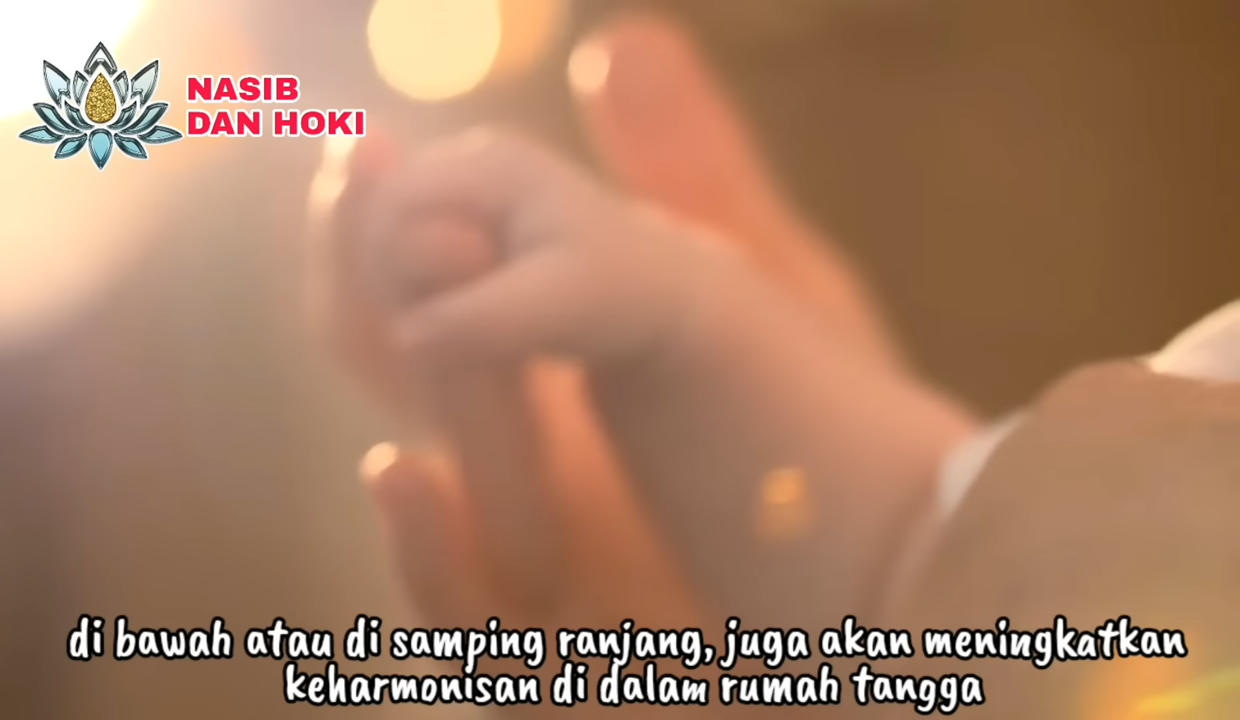 NASIB
DAN HOKI
di bawah atau di samping ranjang, juga akan meningkatkan
keharmonisan di dalam rumah tangga